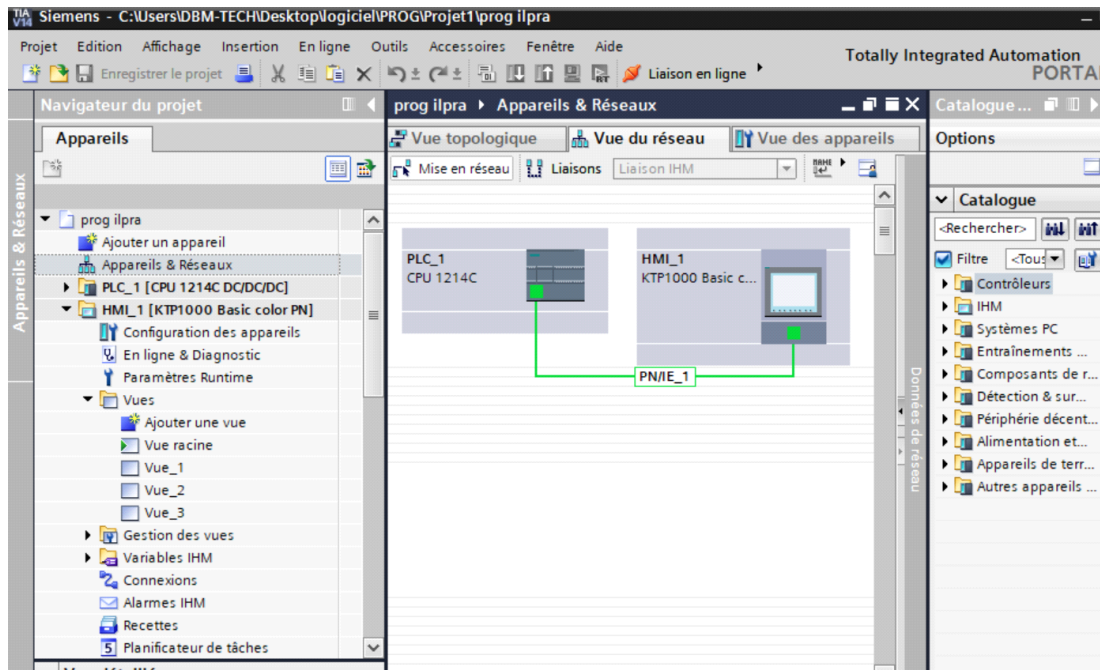 TIA V14 Siemens - C:\Users\DBM-TECH\Desktop\logiciel\PROG\Projet1\prog ilpra
Projet Edition Affichage Insertion En ligne Outils Accessoires Fenêtre Aide
Totally Integrated Automation
PORTA
Enregistrer le projet
Liaison en ligne
Navigateur du projet
Appareils
Appareils & Réseaux
prog ilpra
Ajouter un appareil
Appareils & Réseaux
PLC_1 [CPU 1214C DC/DC/DC]
HMI_1 [KTP1000 Basic color PN]
Configuration des appareils
En ligne & Diagnostic
Paramètres Runtime
Vues
Ajouter une vue
Vue racine
Vue_1
Vue_2
Vue_3
Gestion des vues
Variables IHM
Connexions
Alarmes IHM
Recettes
Planificateur de tâches
prog ilpra Appareils & Réseaux
Vue topologique Vue du réseau Vue des appareils
Mise en réseau Liaisons Liaison IHM
PLC_1
CPU 1214C
HMI_1
KTP1000 Basic c...
PN/IE_1
Données de réseau
Catalogue ...
Options
Catalogue
<Rechercher>
Filtre <Tous
Contrôleurs
IHM
Systèmes PC
Entraînements ...
Composants de r...
Détection & sur...
Périphérie décent...
Alimentation et...
Appareils de terr...
Autres appareils ...